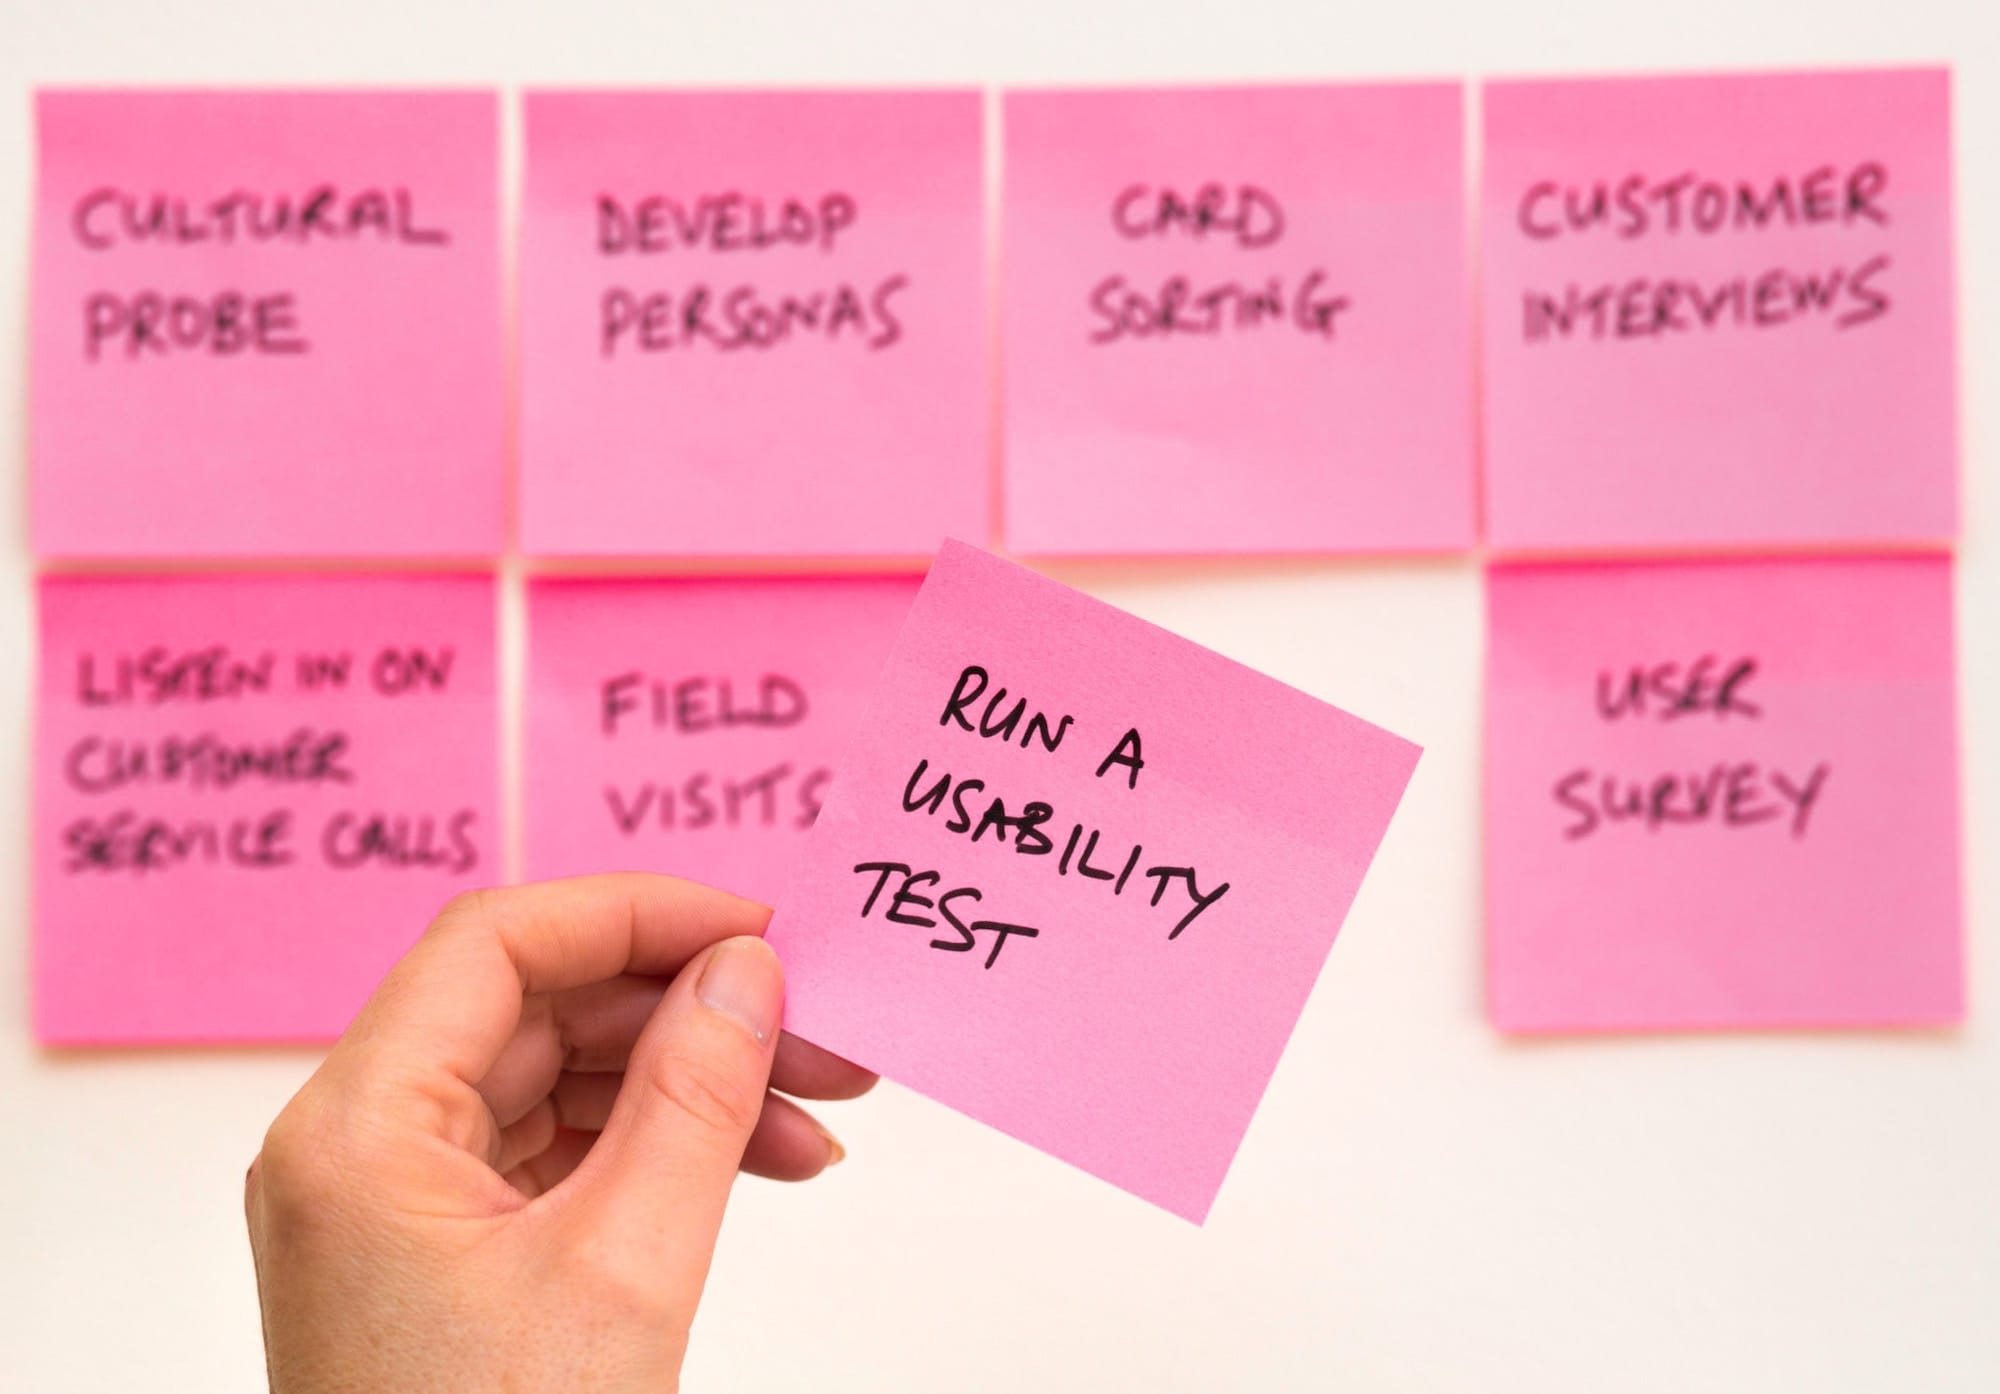 CULTURAL
PROBE
DEVELOP
PERSONAS
CARD
SORTING
CUSTOMER
INTERVIEWS
LISTEN IN ON
CUSTOMER
SERVICE CALLS
FIELD
VISITS
RUN A
USABILITY
TEST
USER
SURVEY